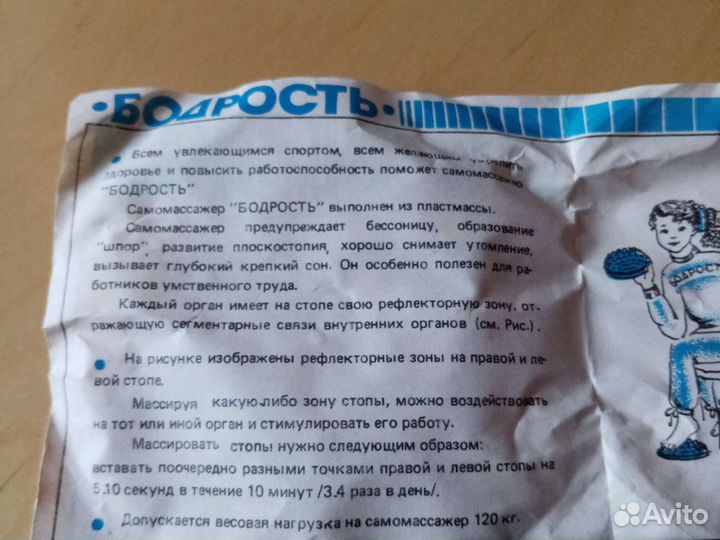 •БОДРОСТЬ•
• Всем увлекающимся спортом, всем желающих укрепить
здоровье и повысить работоспособность поможет самомассажер
"БОДРОСТЬ"
Самомассажер "БОДРОСТЬ" выполнен из пластмассы.
Самомассажер предупреждает бессоницу, образование
"шпор", развитие плоскостопия, хорошо снимает утомление,
вызывает глубокий крепкий сон. Он особенно полезен для ра-
ботников умственного труда.
Каждый орган имеет на стопе свою рефлекторную зону, от-
ражающую сегментарные связи внутренних органов (см. Рис.).
• На рисунке изображены рефлекторные зоны на правой и ле-
вой стопе.
Массируя какую-либо зону стопы, можно воздействовать
на тот или иной орган и стимулировать его работу.
Массировать стопы нужно следующим образом:
вставать поочередно разными точками правой и левой стопы на
5.10 секунд в течение 10 минут /3.4 раза в день/.
• Допускается весовая нагрузка на самомассажер 120 кг.
БОДРОСТЬ
Avito